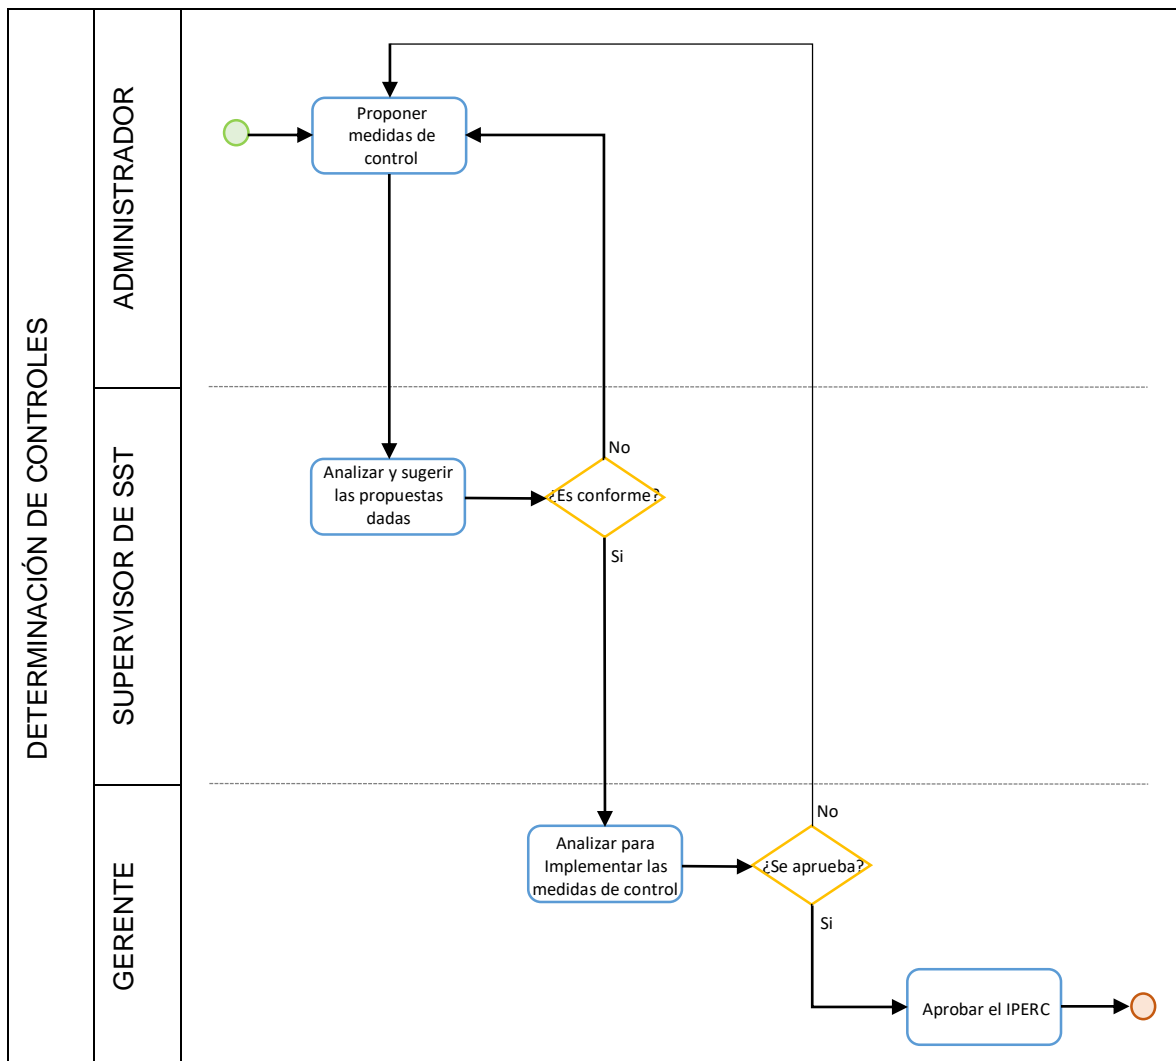 DETERMINACIÓN DE CONTROLES
ADMINISTRADOR
Proponer
medidas de
control
SUPERVISOR DE SST
Analizar y sugerir
las propuestas
dadas
¿Es conforme?
No
Si
GERENTE
Analizar para
Implementar las
medidas de control
¿Se aprueba?
No
Si
Aprobar el IPERC